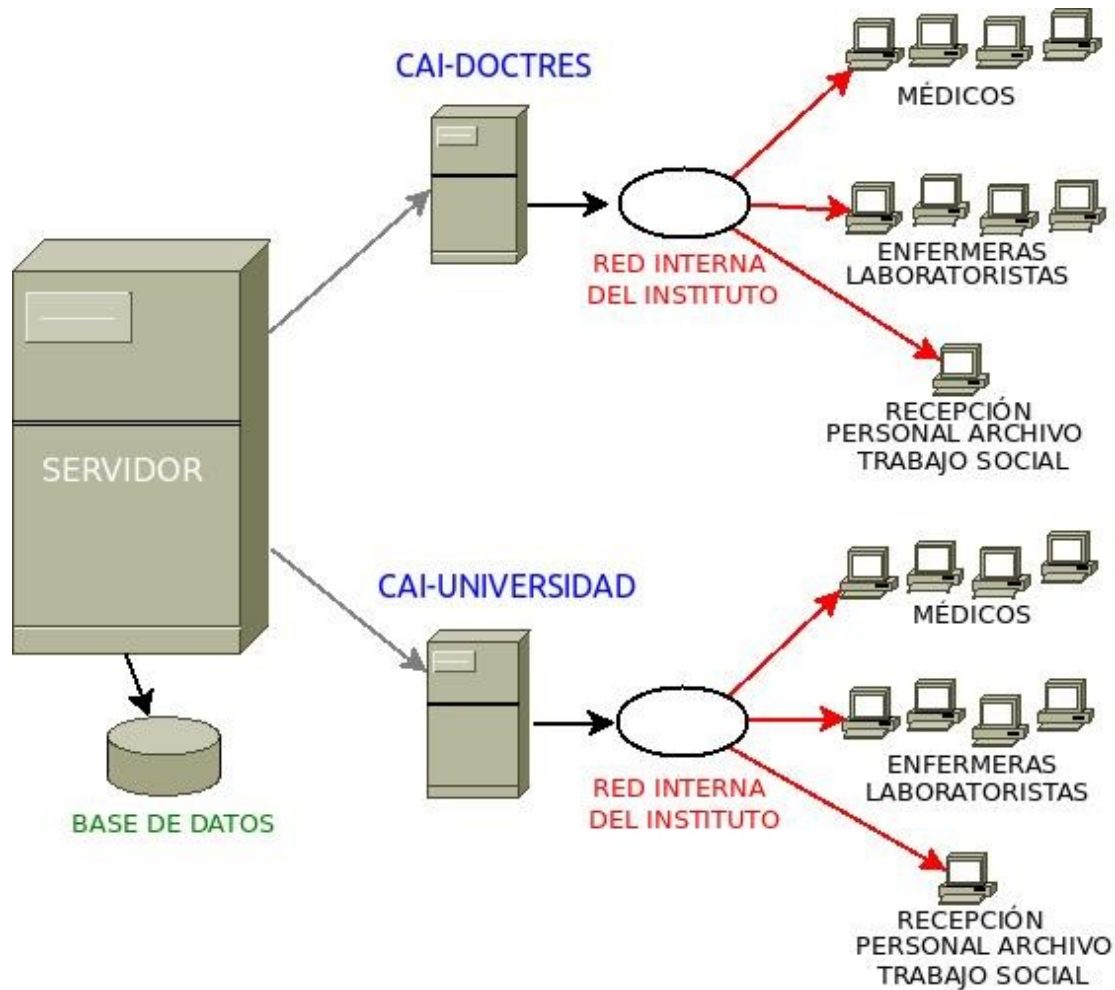 CAI-DOCTRES
MÉDICOS
ENFERMERAS
LABORATORISTAS
RED INTERNA
DEL INSTITUTO
RECEPCIÓN
PERSONAL ARCHIVO
TRABAJO SOCIAL
SERVIDOR
BASE DE DATOS
CAI-UNIVERSIDAD
MÉDICOS
ENFERMERAS
LABORATORISTAS
RED INTERNA
DEL INSTITUTO
RECEPCIÓN
PERSONAL ARCHIVO
TRABAJO SOCIAL